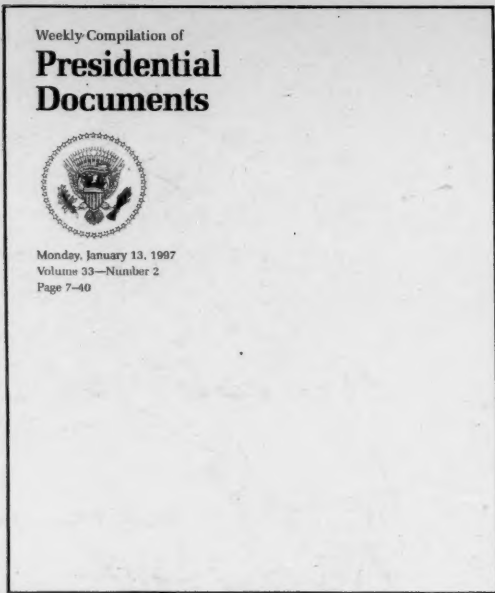 Weekly Compilation of
Presidential
Documents
Monday, January 13, 1997
Volume 33—Number 2
Page 7–40